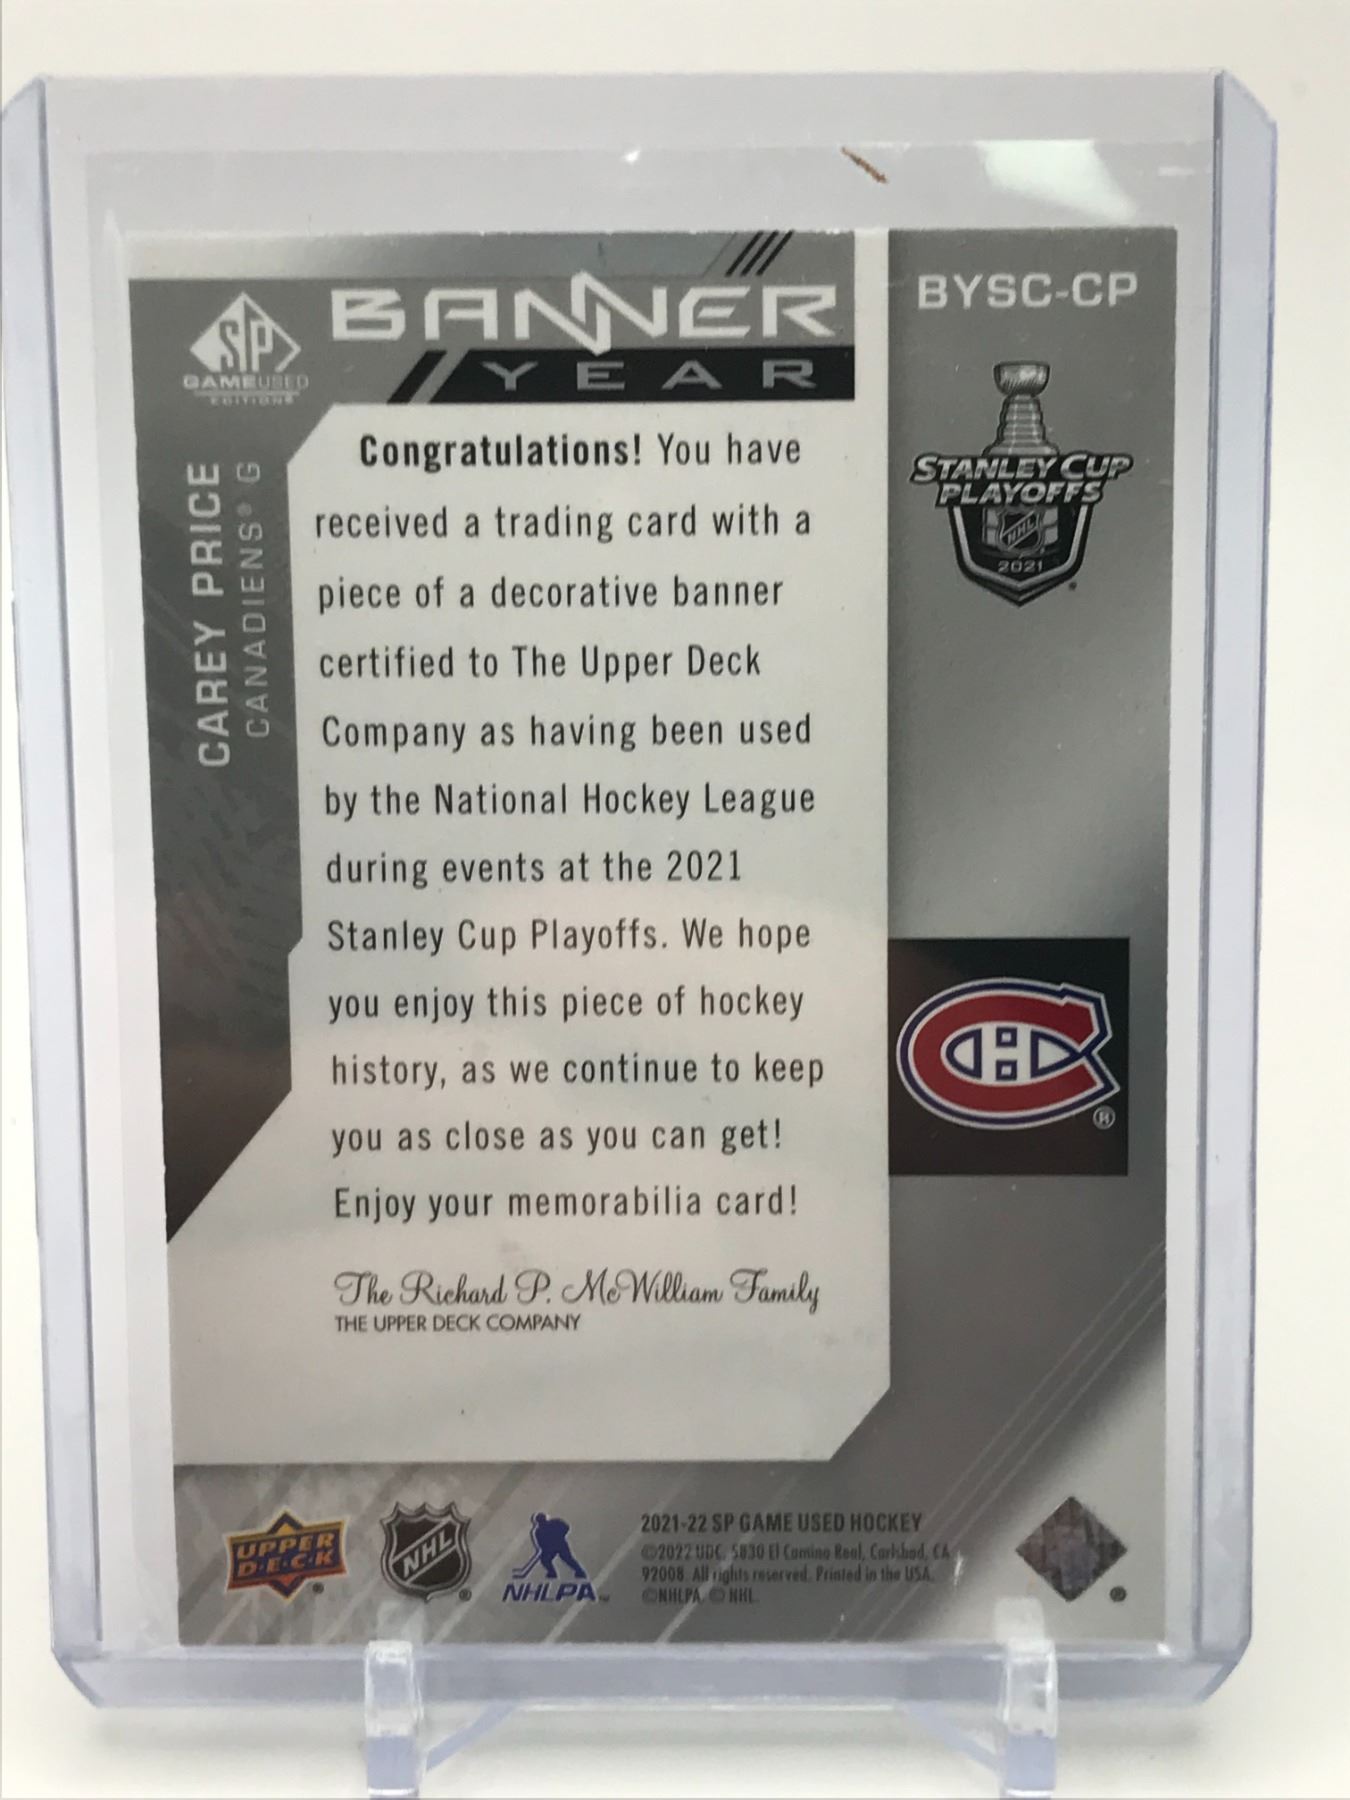 BANNER
YEAR
SP
GAMEUSED
EDITIONS
CAREY PRICE
CANADIENS® G
BYSC-CP
STANLEY CUP
PLAYOFFS
NHL
2021
Congratulations! You have
received a trading card with a
piece of a decorative banner
certified to The Upper Deck
Company as having been used
by the National Hockey League
during events at the 2021
Stanley Cup Playoffs. We hope
you enjoy this piece of hockey
history, as we continue to keep
you as close as you can get!
Enjoy your memorabilia card!
The Richard P. McWilliam Family
THE UPPER DECK COMPANY
CH
®
UPPER
D·E·C·K
NHL
NHLPA
2021-22 SP GAME USED HOCKEY
©2022 UDC, 5830 El Camino Real, Carlsbad, CA
92008. All rights reserved. Printed in the USA.
©NHLPA © NHL